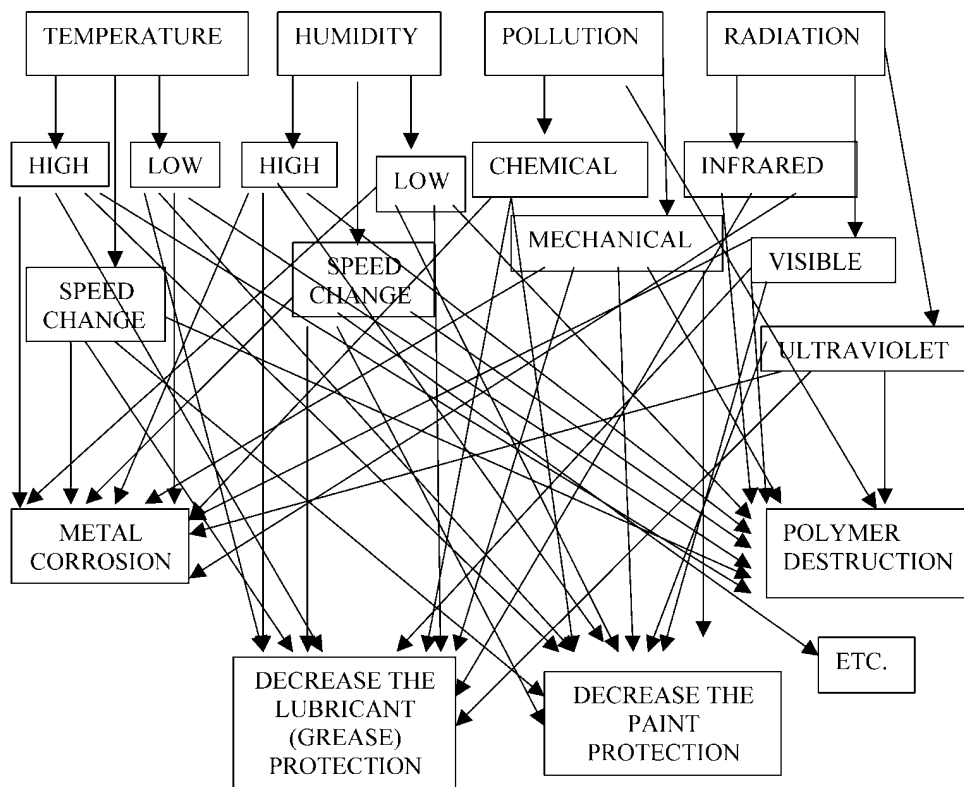 TEMPERATURE
HUMIDITY
POLLUTION
RADIATION
HIGH
LOW
HIGH
LOW
CHEMICAL
INFRARED
MECHANICAL
VISIBLE
SPEED
CHANGE
SPEED
CHANGE
ULTRAVIOLET
METAL
CORROSION
POLYMER
DESTRUCTION
DECREASE THE
LUBRICANT
(GREASE)
PROTECTION
DECREASE THE
PAINT
PROTECTION
ETC.